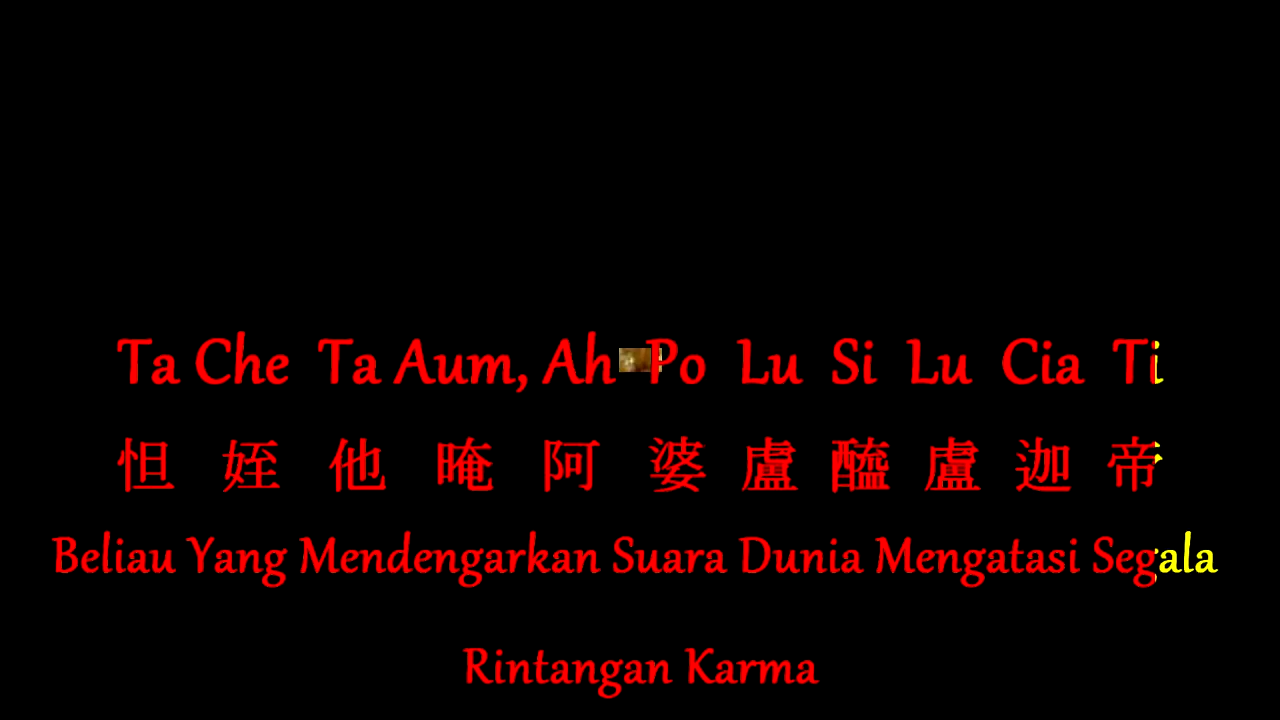 Ta Che Ta Aum, Ah Po Lu Si Lu Cia Ti
怛 姪 他 唵 阿 婆 盧 醯 盧 迦 帝
Beliau Yang Mendengarkan Suara Dunia Mengatasi Segala
Rintangan Karma